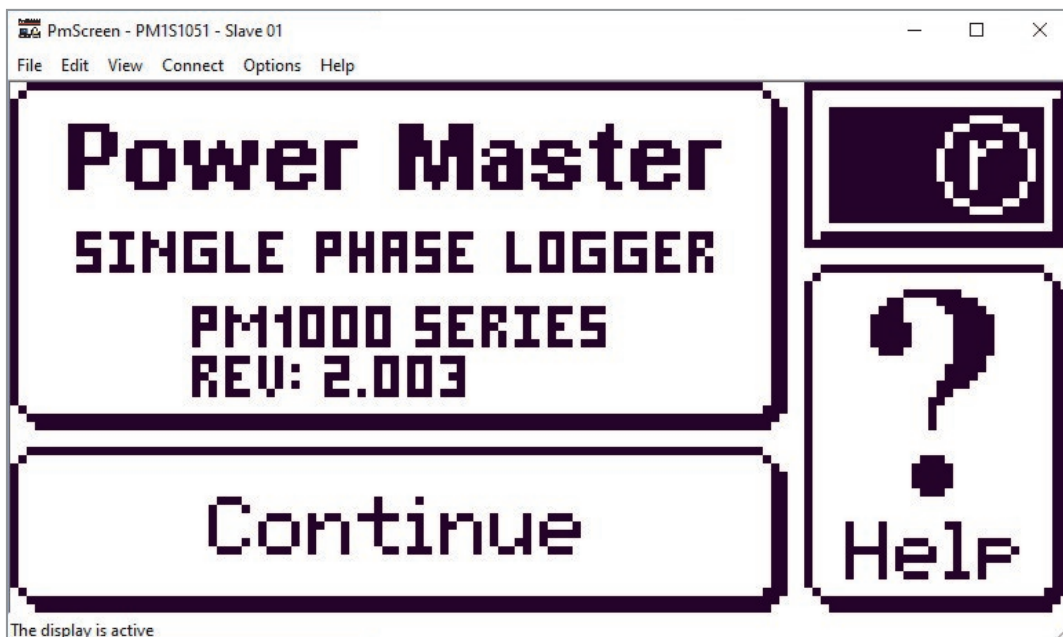 PmScreen - PM1S1051 - Slave 01
File Edit View Connect Options Help
Power Master
SINGLE PHASE LOGGER
PM1000 SERIES
REV: 2.003
r
Continue
?
Help
The display is active